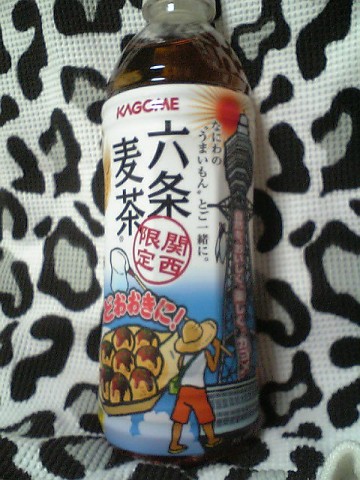 KAGOME
六条
麦茶。
なにわの
"うまいもん"とご一緒に。
関西
限定
どおおきに!